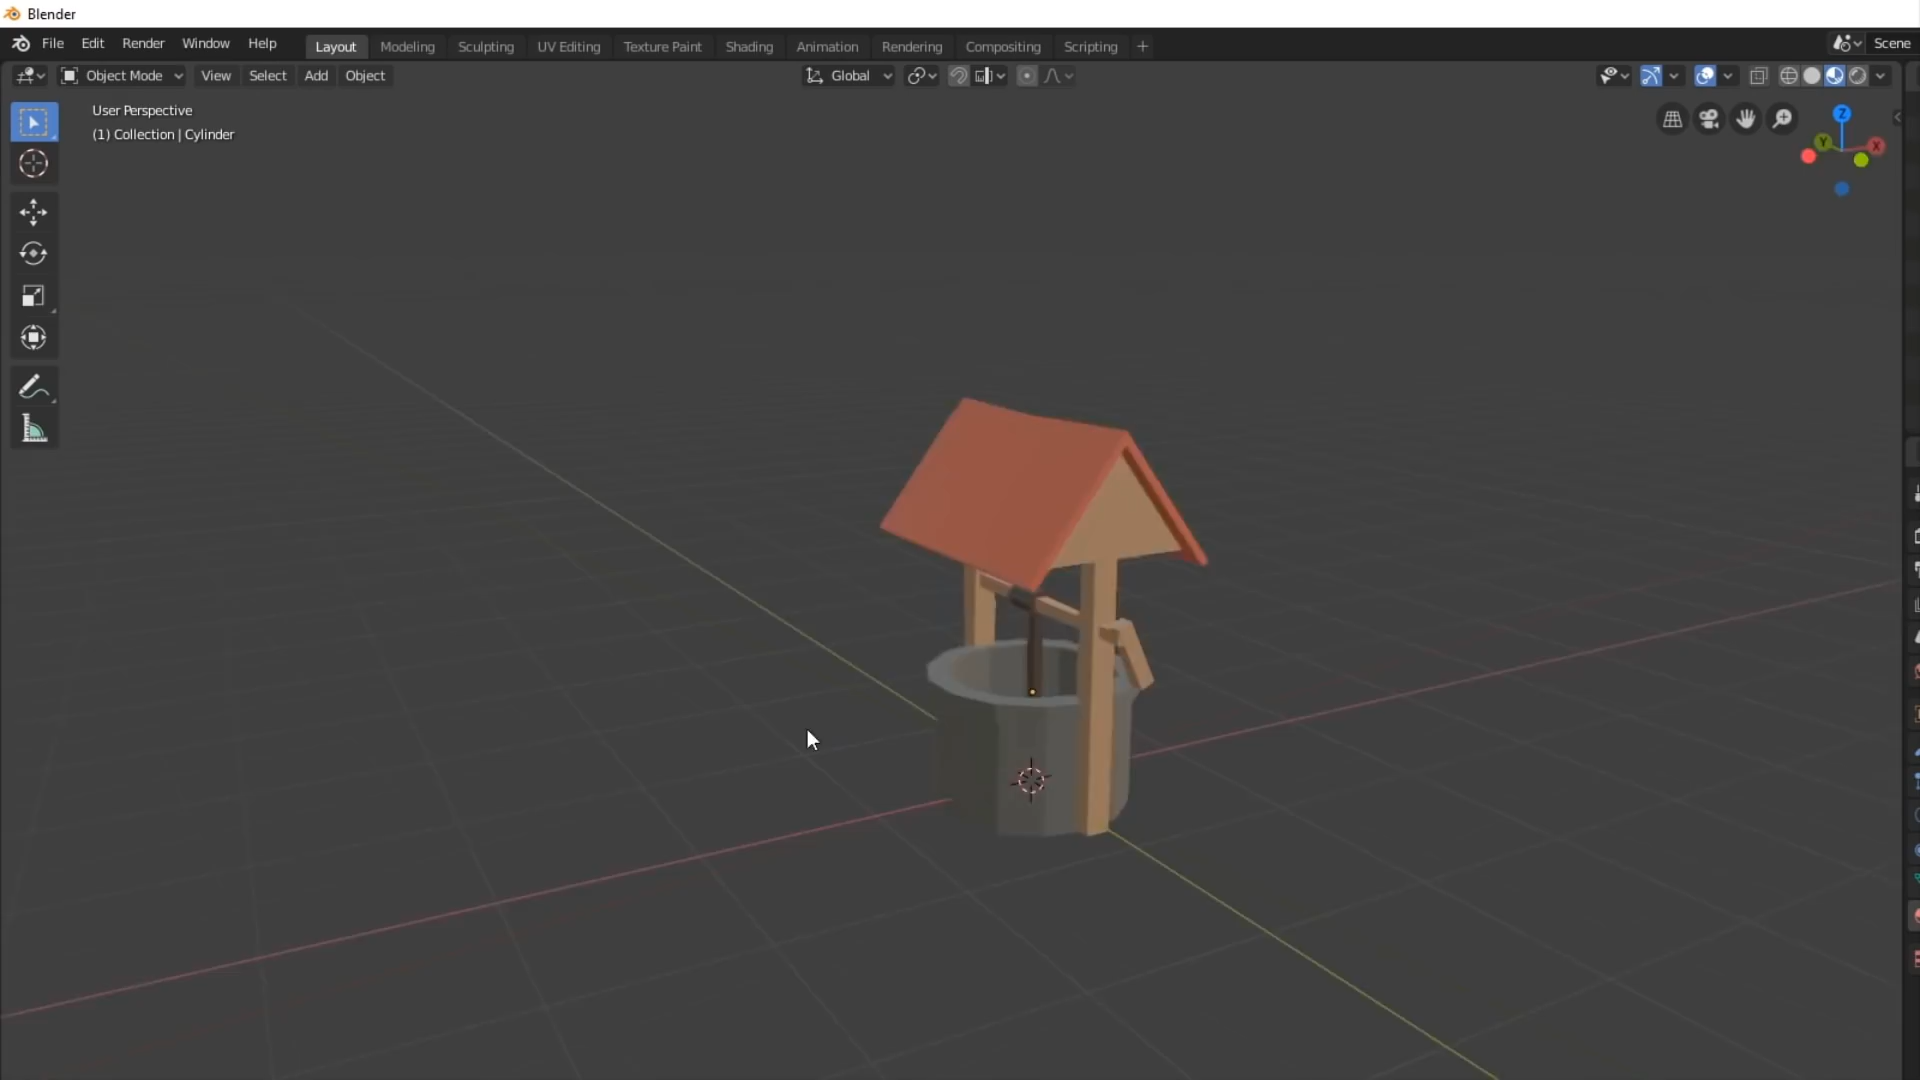 Blender
File Edit Render Window Help Layout Modeling Sculpting UV Editing Texture Paint Shading Animation Rendering Compositing Scripting + Scene
Object Mode View Select Add Object Global
User Perspective
(1) Collection | Cylinder
Z
Y X